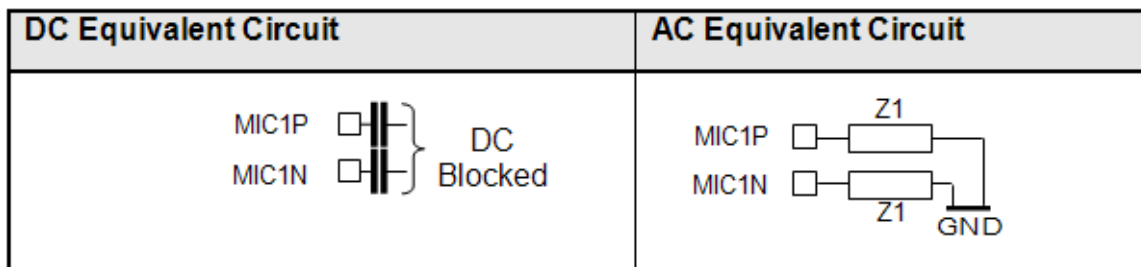 DC Equivalent Circuit
AC Equivalent Circuit
MIC1P
MIC1N
DC
Blocked
Z1
MIC1P
MIC1N
Z1
GND